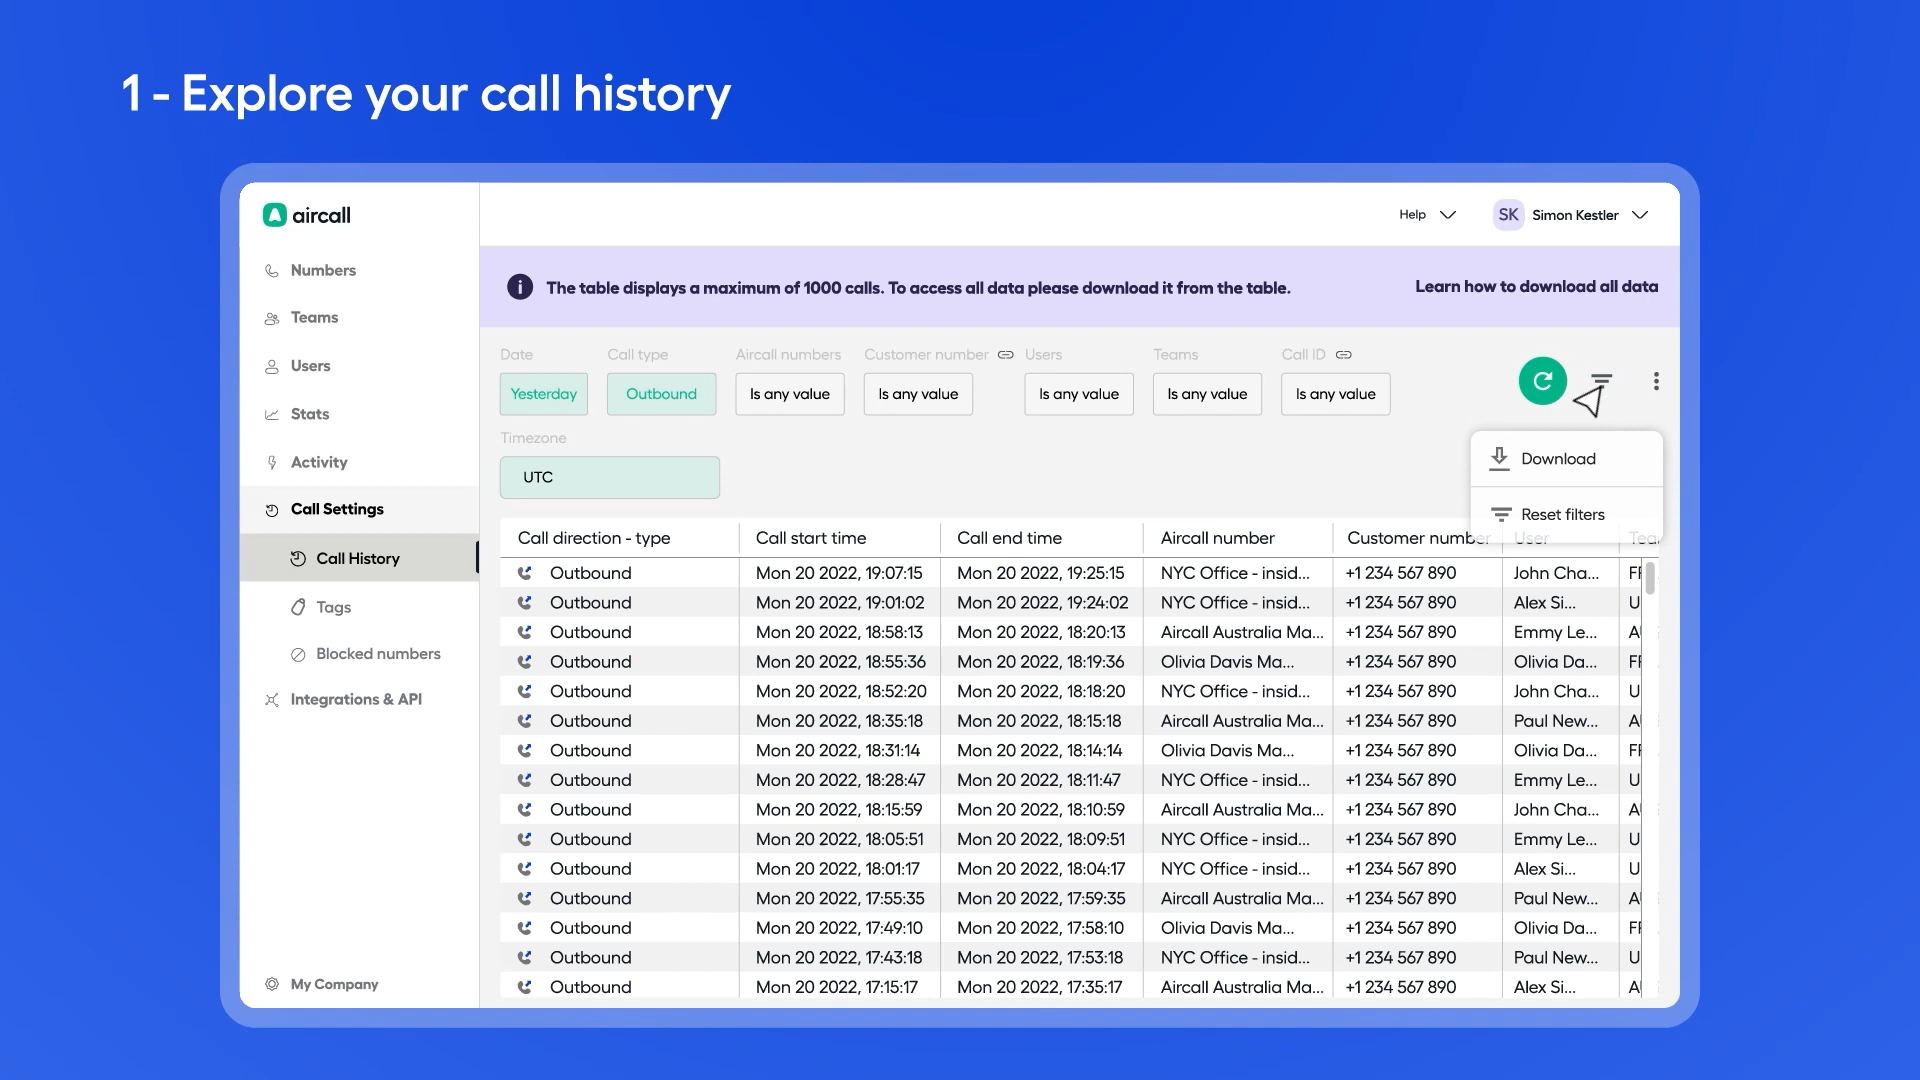 1 - Explore your call history
aircall
Help
SK Simon Kestler
Numbers
Teams
Users
Stats
Activity
Call Settings
Call History
Tags
Blocked numbers
Integrations & API
My Company
The table displays a maximum of 1000 calls. To access all data please download it from the table.
Learn how to download all data
Date Call type Aircall numbers Customer number Users Teams Call ID
Yesterday Outbound Is any value Is any value Is any value Is any value Is any value
Timezone
UTC
Download
Reset filters
Call direction - type Call start time Call end time Aircall number Customer number User
Outbound Mon 20 2022, 19:07:15 Mon 20 2022, 19:25:15 NYC Office - insid... +1 234 567 890 John Cha...
Outbound Mon 20 2022, 19:01:02 Mon 20 2022, 19:24:02 NYC Office - insid... +1 234 567 890 Alex Si... U
Outbound Mon 20 2022, 18:58:13 Mon 20 2022, 18:20:13 Aircall Australia Ma... +1 234 567 890 Emmy Le...
Outbound Mon 20 2022, 18:55:36 Mon 20 2022, 18:19:36 Olivia Davis Ma... +1 234 567 890 Olivia Da...
Outbound Mon 20 2022, 18:52:20 Mon 20 2022, 18:18:20 NYC Office - insid... +1 234 567 890 John Cha... U
Outbound Mon 20 2022, 18:35:18 Mon 20 2022, 18:15:18 Aircall Australia Ma... +1 234 567 890 Paul New...
Outbound Mon 20 2022, 18:31:14 Mon 20 2022, 18:14:14 Olivia Davis Ma... +1 234 567 890 Olivia Da...
Outbound Mon 20 2022, 18:28:47 Mon 20 2022, 18:11:47 NYC Office - insid... +1 234 567 890 Emmy Le... U
Outbound Mon 20 2022, 18:15:59 Mon 20 2022, 18:10:59 Aircall Australia Ma... +1 234 567 890 John Cha...
Outbound Mon 20 2022, 18:05:51 Mon 20 2022, 18:09:51 NYC Office - insid... +1 234 567 890 Emmy Le... U
Outbound Mon 20 2022, 18:01:17 Mon 20 2022, 18:04:17 NYC Office - insid... +1 234 567 890 Alex Si... U
Outbound Mon 20 2022, 17:55:35 Mon 20 2022, 17:59:35 Aircall Australia Ma... +1 234 567 890 Paul New...
Outbound Mon 20 2022, 17:49:10 Mon 20 2022, 17:58:10 Olivia Davis Ma... +1 234 567 890 Olivia Da...
Outbound Mon 20 2022, 17:43:18 Mon 20 2022, 17:53:18 NYC Office - insid... +1 234 567 890 Paul New... U
Outbound Mon 20 2022, 17:15:17 Mon 20 2022, 17:35:17 Aircall Australia Ma... +1 234 567 890 Alex Si...